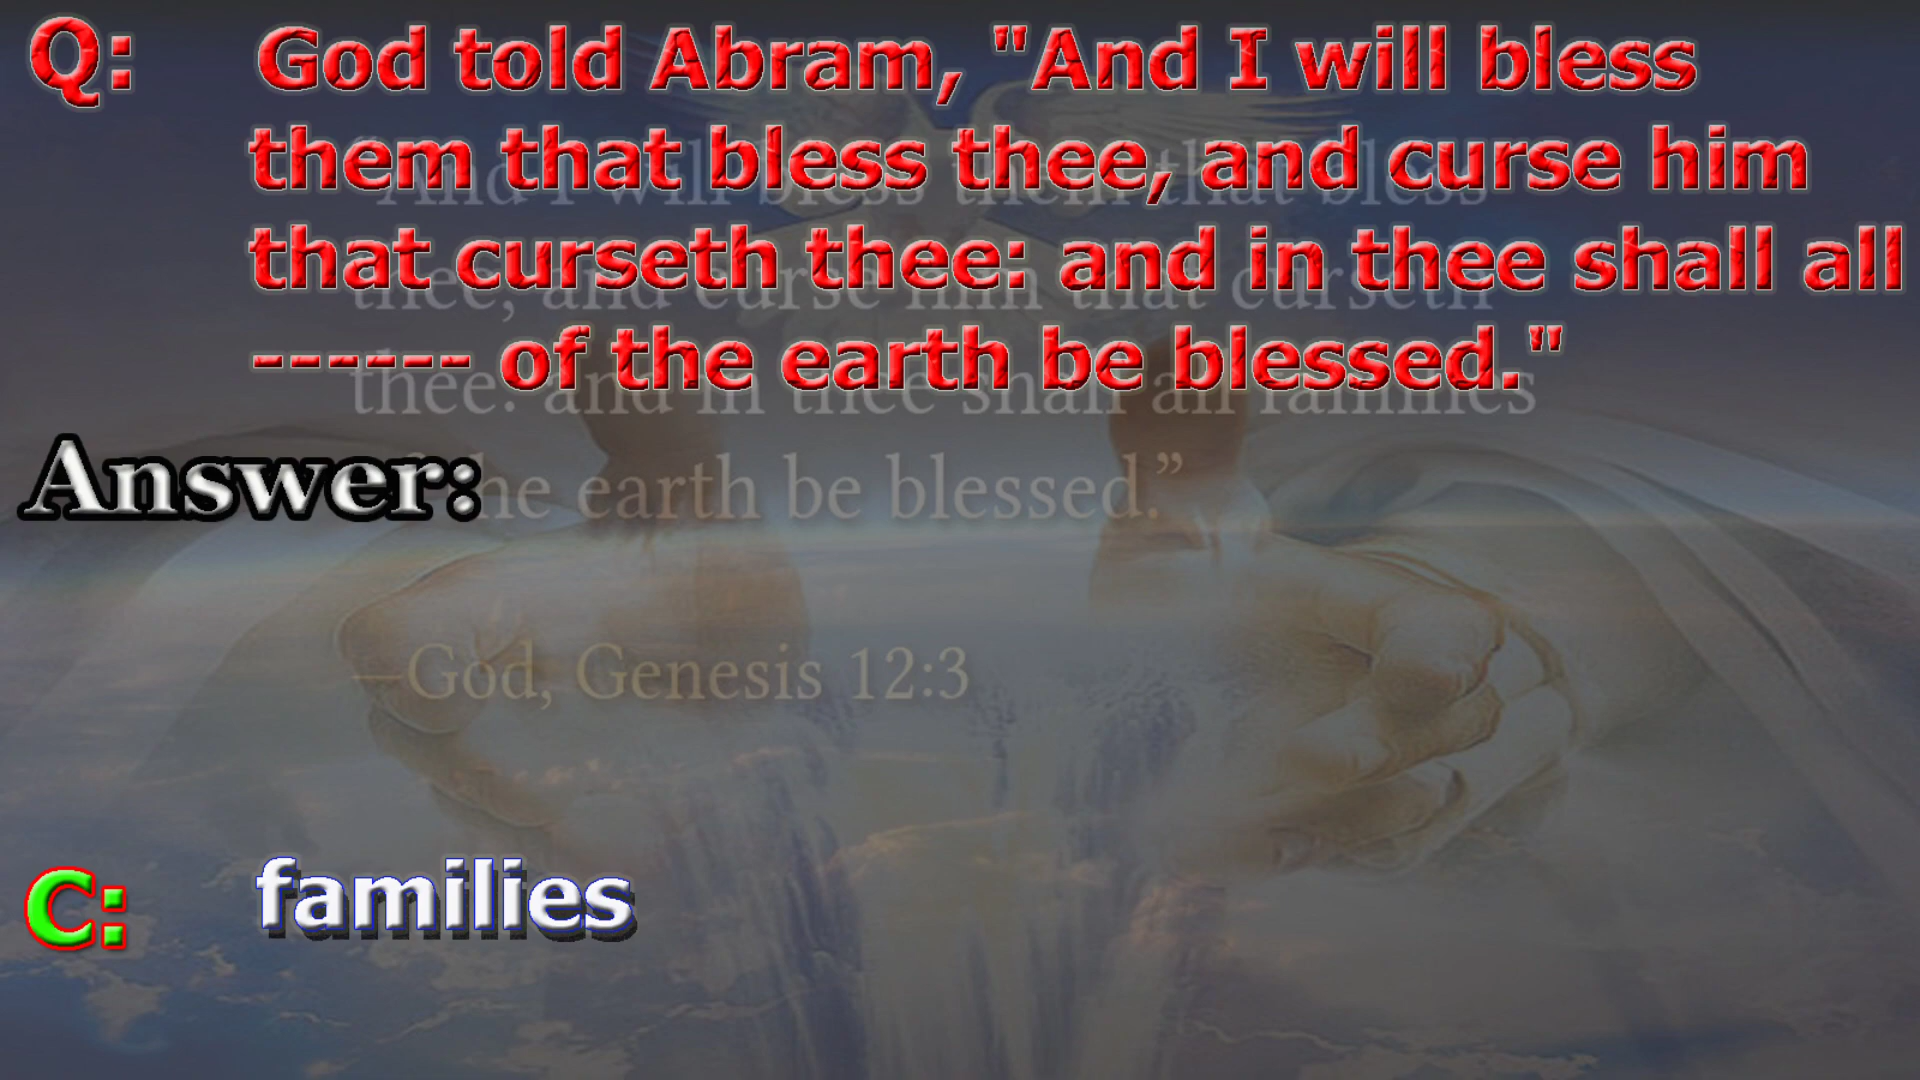 Q: God told Abram, "And I will bless
them that bless thee, and curse him
that curseth thee: and in thee shall all
------ of the earth be blessed."
"And I will bless them that bless
thee, and curse him that curseth
thee: and in thee shall all families
of the earth be blessed.”
Answer:
—God, Genesis 12:3
C: families